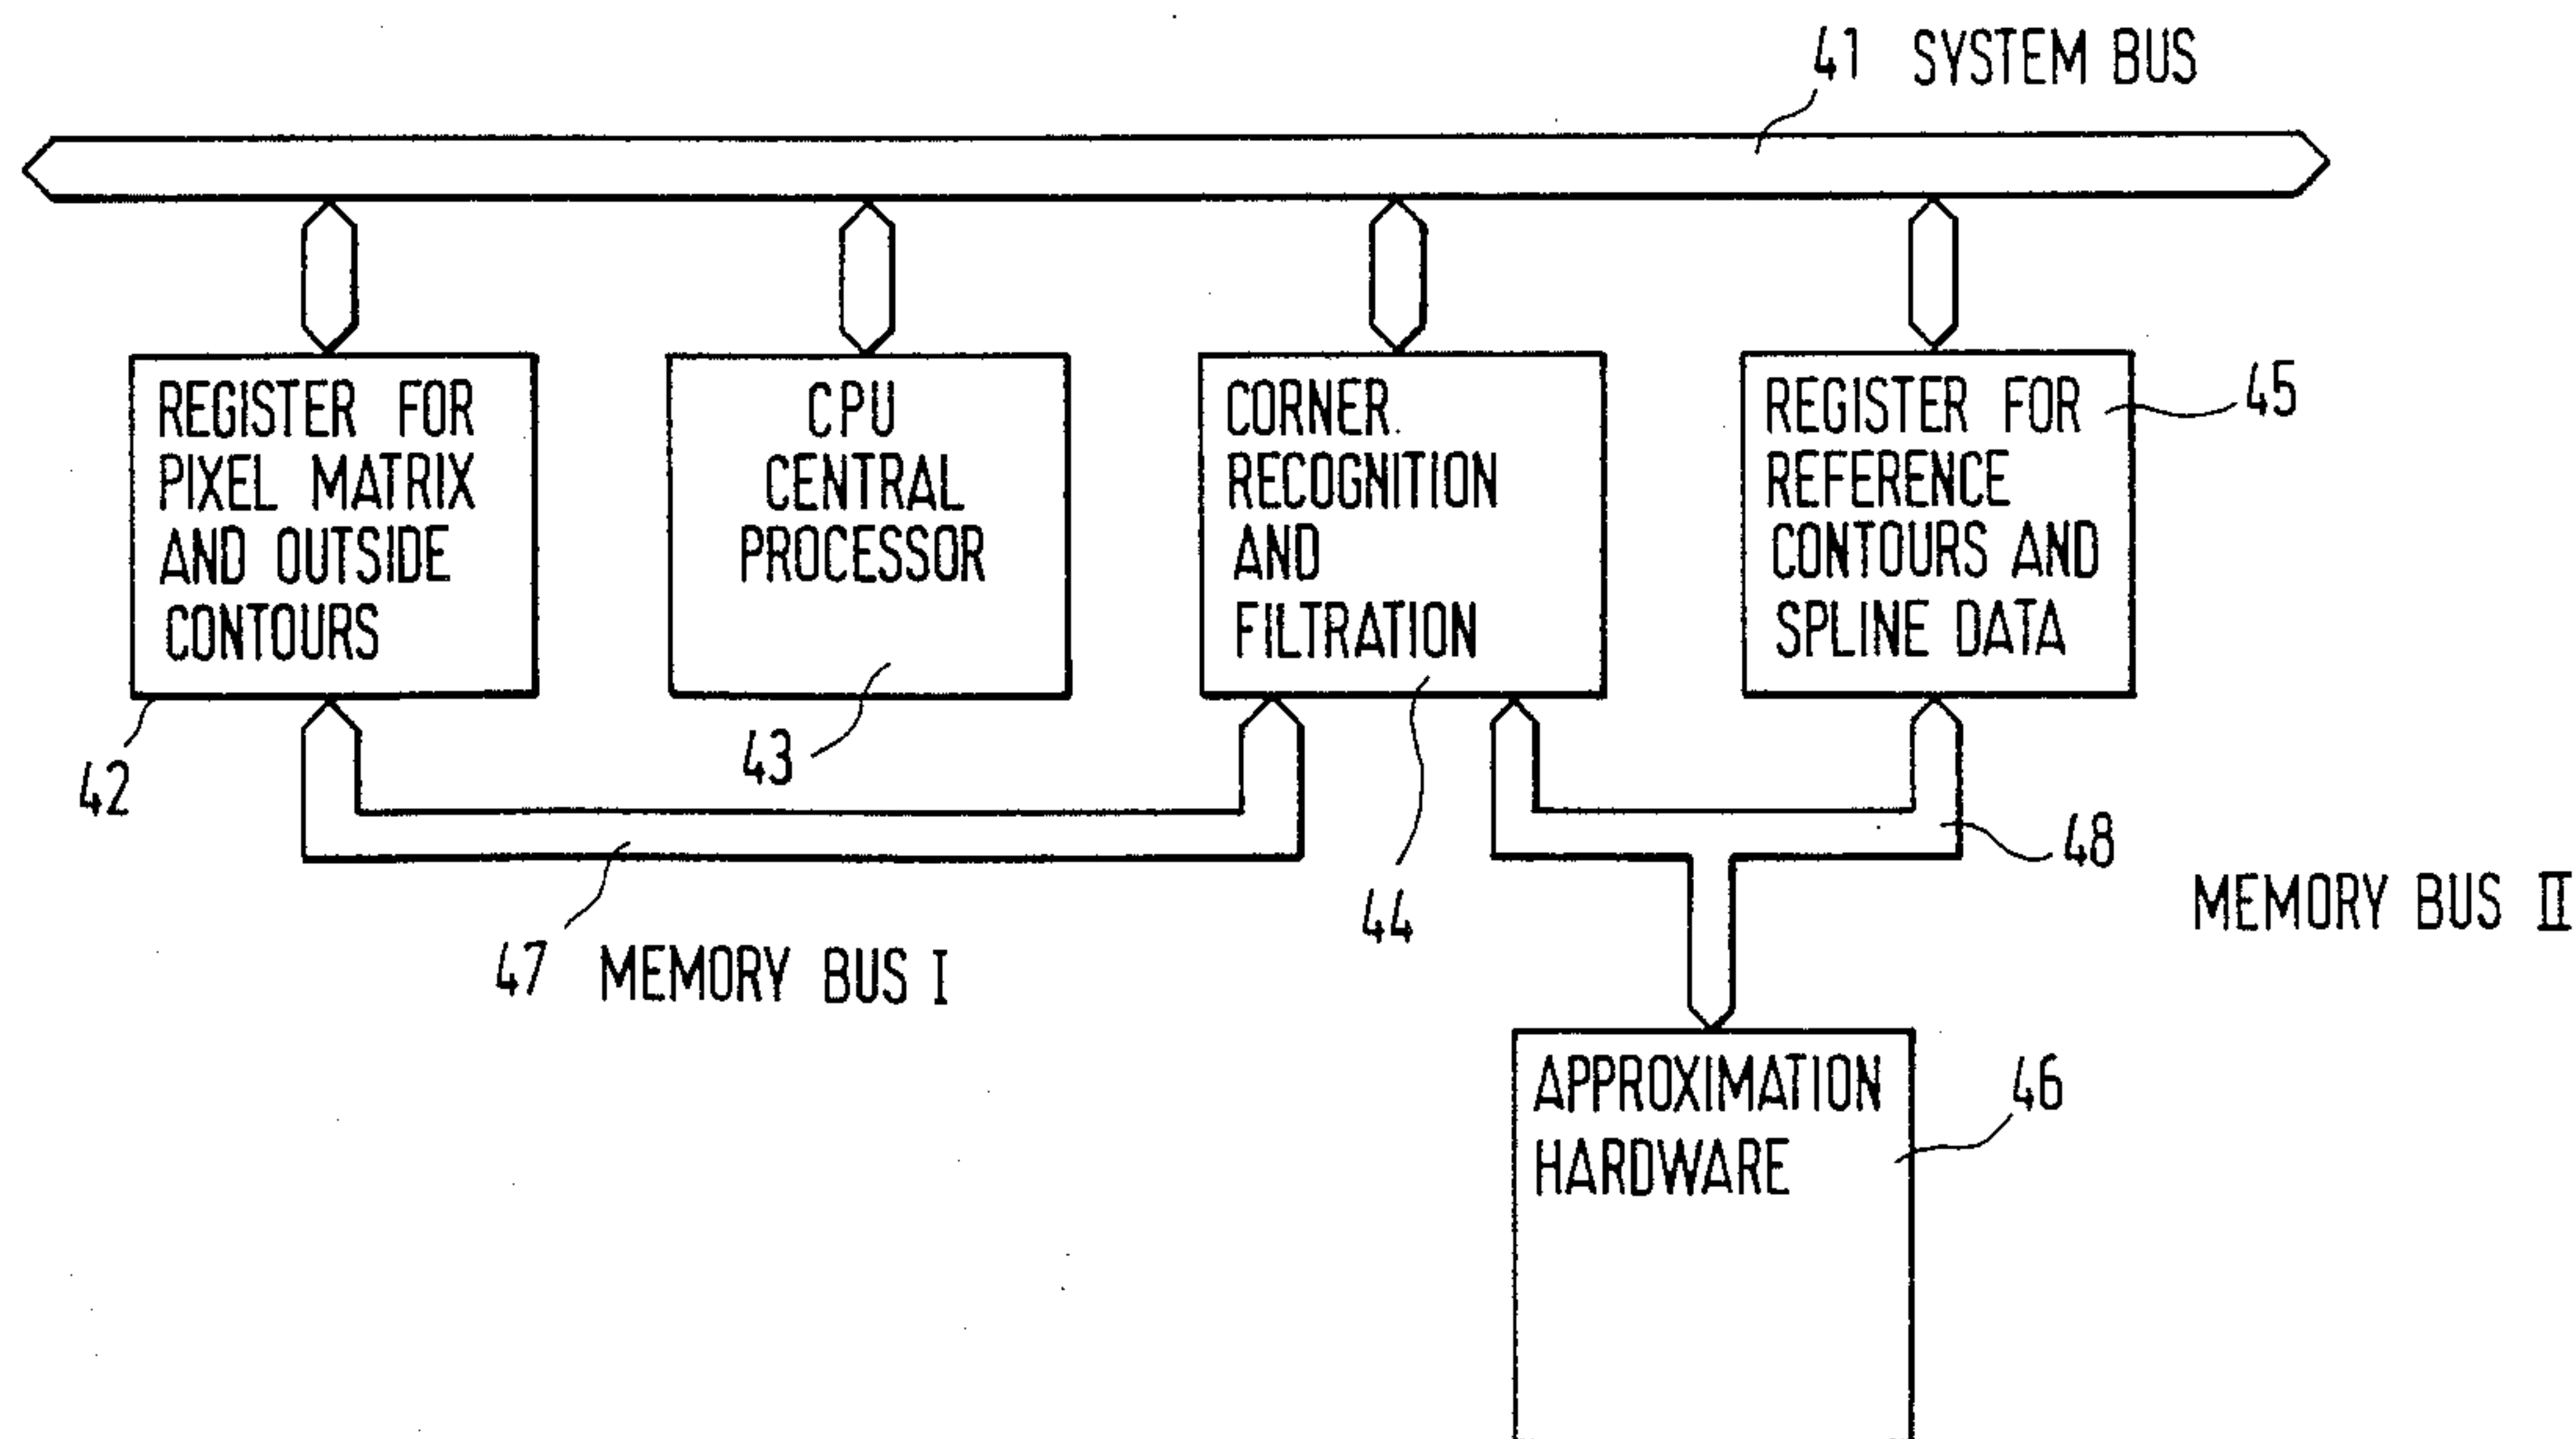 41 SYSTEM BUS
REGISTER FOR
PIXEL MATRIX
AND OUTSIDE
CONTOURS
CPU
CENTRAL
PROCESSOR
CORNER
RECOGNITION
AND
FILTRATION
REGISTER FOR
REFERENCE
CONTOURS AND
SPLINE DATA
45
42
43
44
48
MEMORY BUS II
47 MEMORY BUS I
APPROXIMATION
HARDWARE
46